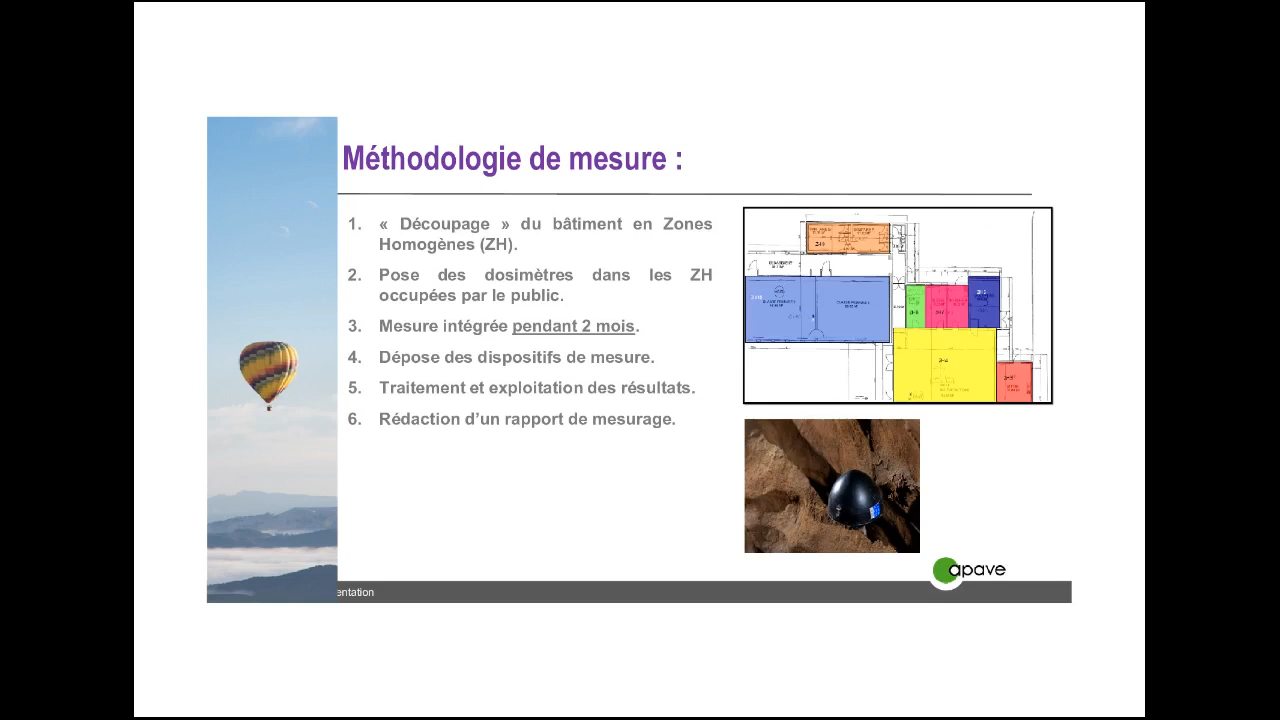 Méthodologie de mesure :
1. « Découpage » du bâtiment en Zones
Homogènes (ZH).
2. Pose des dosimètres dans les ZH
occupées par le public.
3. Mesure intégrée pendant 2 mois.
4. Dépose des dispositifs de mesure.
5. Traitement et exploitation des résultats.
6. Rédaction d’un rapport de mesurage.
apave
entation